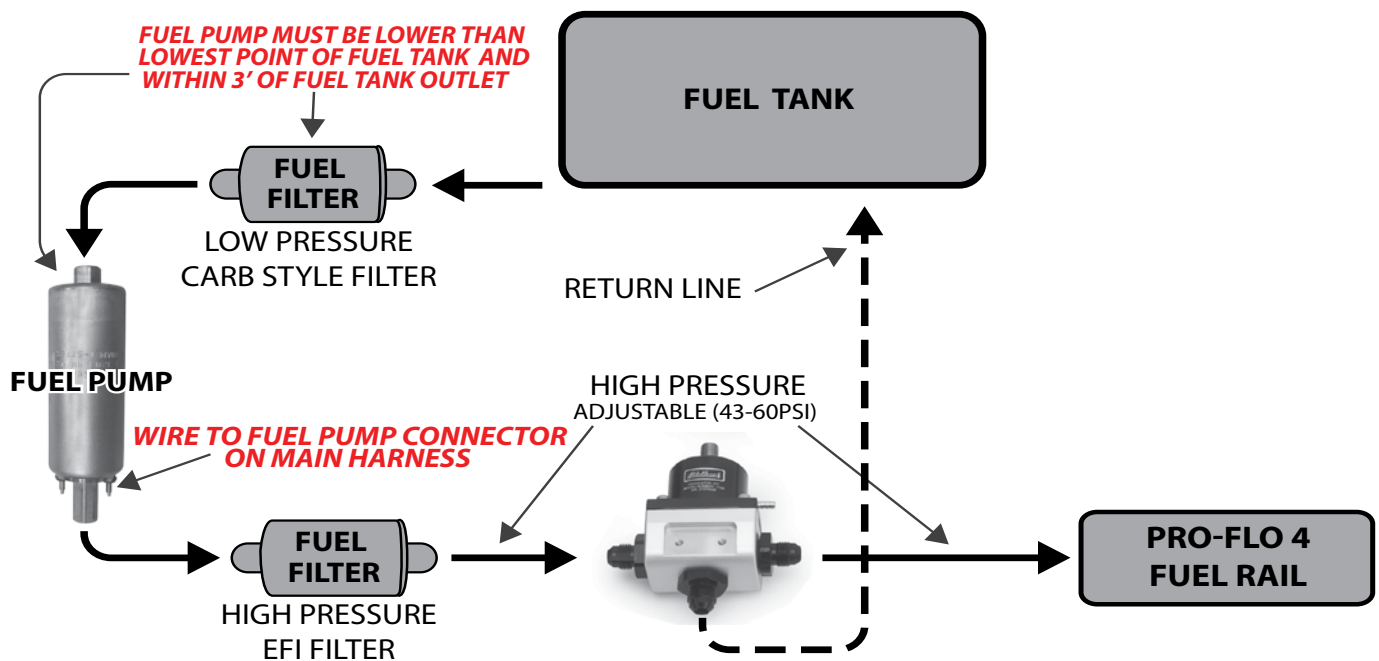 FUEL PUMP MUST BE LOWER THAN
LOWEST POINT OF FUEL TANK AND
WITHIN 3’ OF FUEL TANK OUTLET
FUEL TANK
FUEL
FILTER
LOW PRESSURE
CARB STYLE FILTER
RETURN LINE
FUEL PUMP
HIGH PRESSURE
ADJUSTABLE (43-60PSI)
WIRE TO FUEL PUMP CONNECTOR
ON MAIN HARNESS
FUEL
FILTER
HIGH PRESSURE
EFI FILTER
PRO-FLO 4
FUEL RAIL